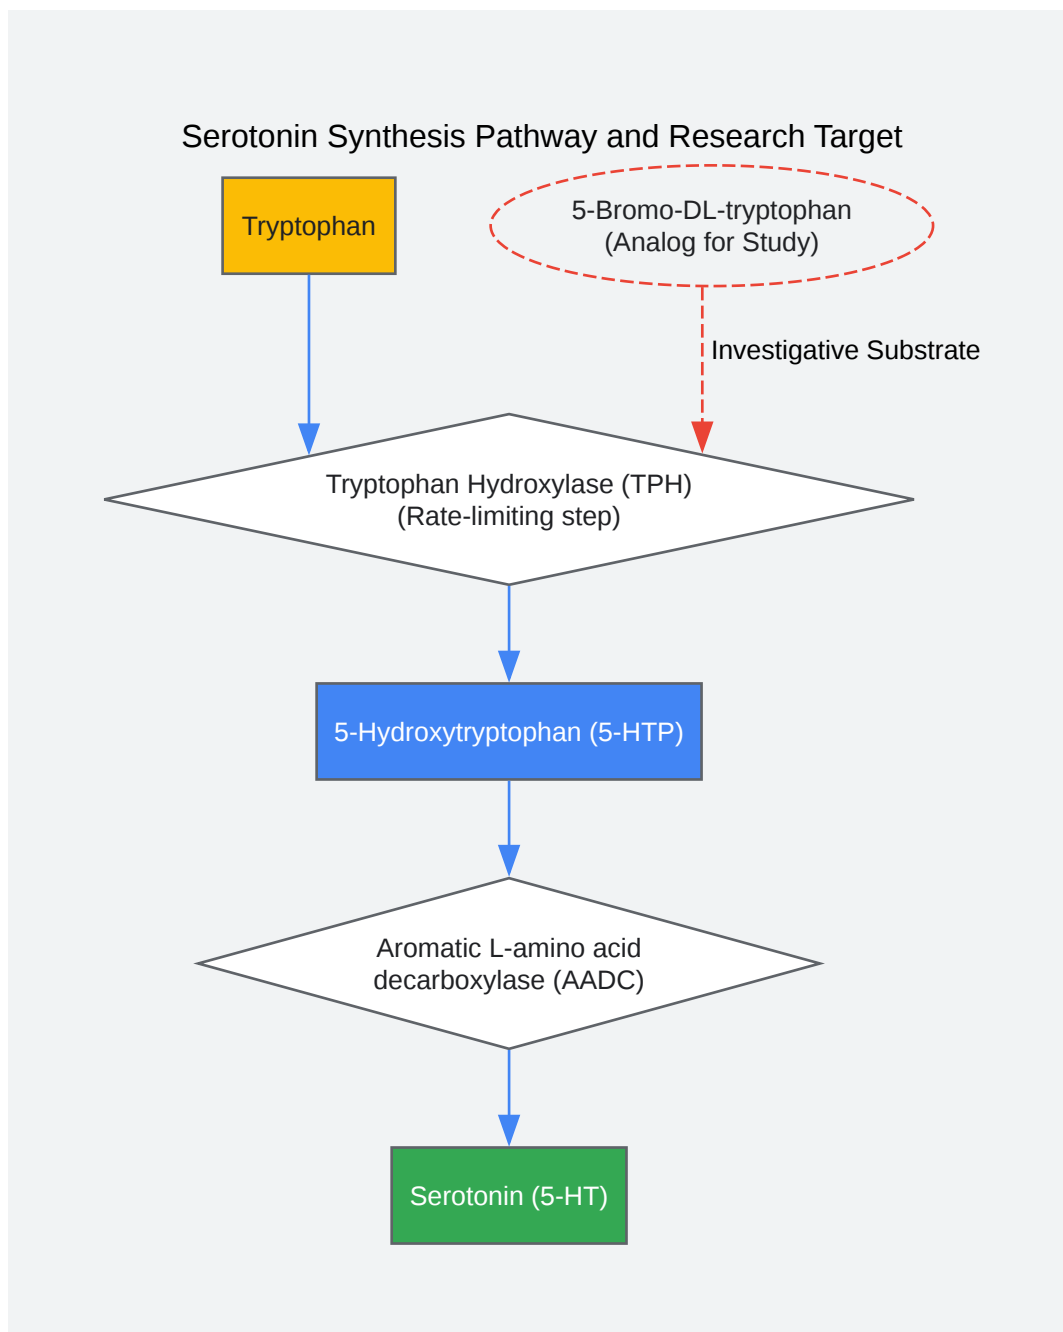 Serotonin Synthesis Pathway and Research Target
Tryptophan
5-Bromo-DL-tryptophan
(Analog for Study)
Investigative Substrate
Tryptophan Hydroxylase (TPH)
(Rate-limiting step)
5-Hydroxytryptophan (5-HTP)
Aromatic L-amino acid
decarboxylase (AADC)
Serotonin (5-HT)